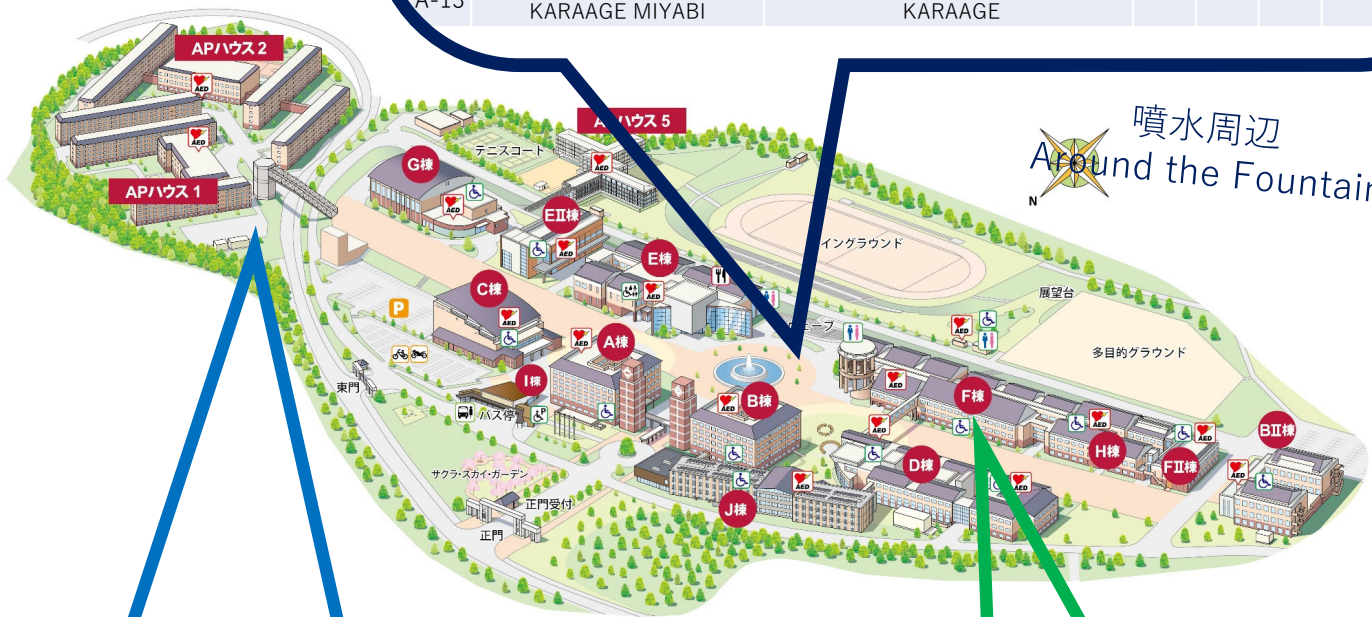 A-15
KARAAGE MIYABI
KARAAGE
噴水周辺
Around the Fountain
N
APハウス2
AED
APハウス1
AED
APハウス5
AED
テニスコート
G棟
AED
EⅡ棟
AED
E棟
AED
イングラウンド
展望台
AED
多目的グラウンド
C棟
AED
P
A棟
AED
I棟
P
バス停
東門
B棟
AED
F棟
AED
AED
H棟
AED
FⅡ棟
AED
BⅡ棟
AED
D棟
AED
J棟
AED
サクラ・スカイ・ガーデン
正門受付
正門